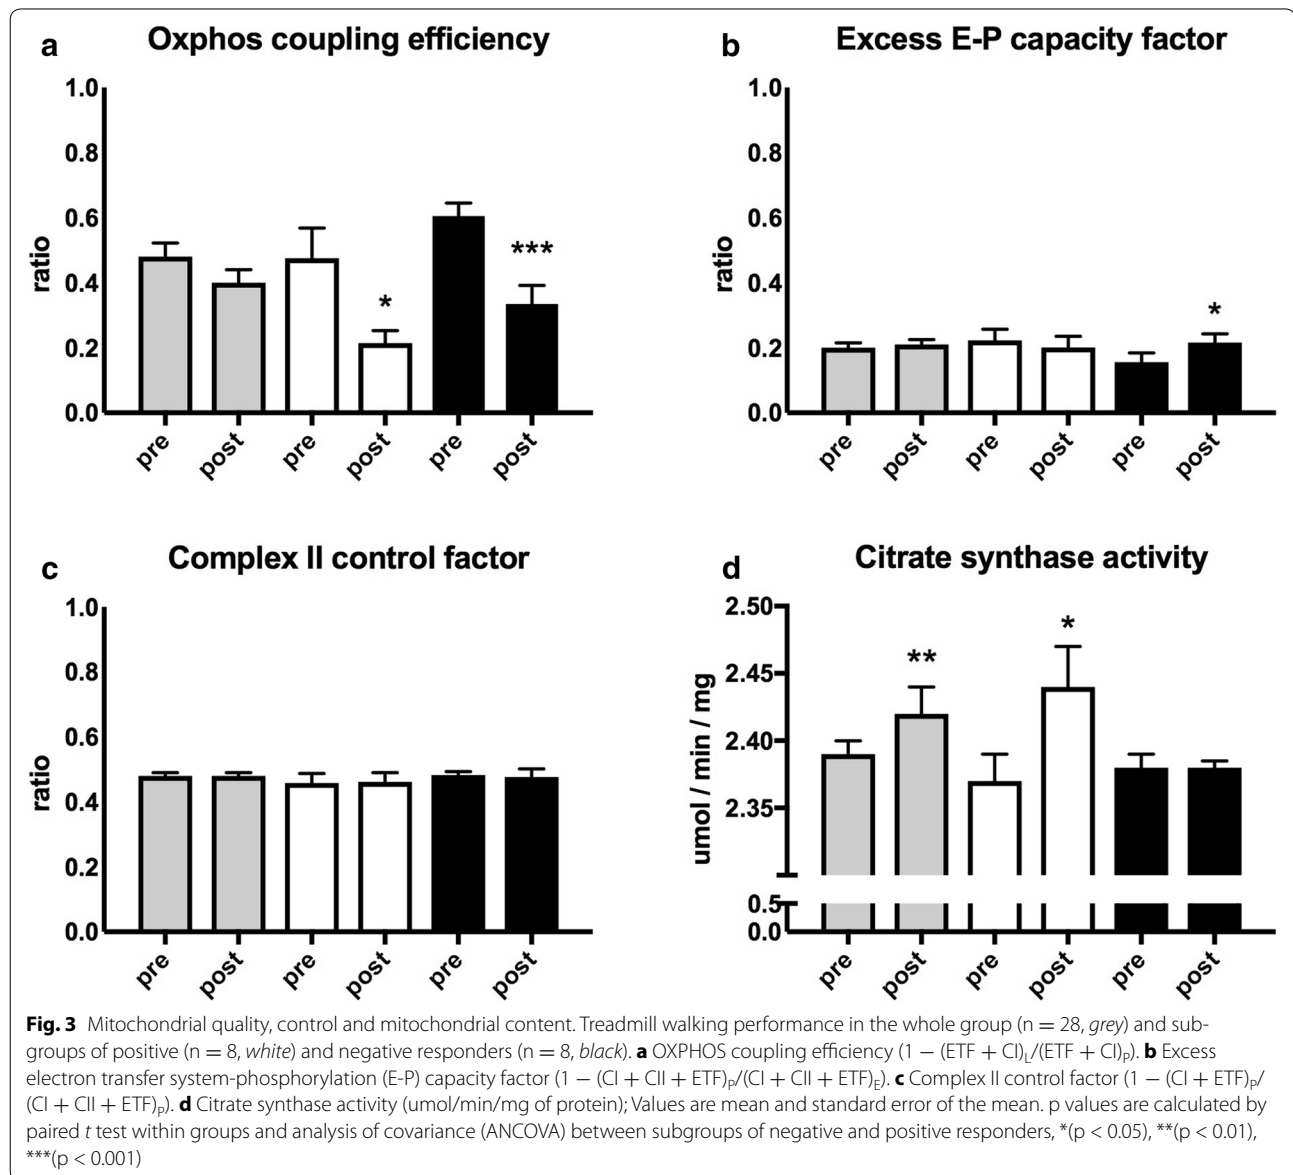 a Oxphos coupling efficiency
ratio
1.0
0.8
0.6
0.4
0.2
0.0
*
***
pre post pre post pre post
b Excess E-P capacity factor
ratio
1.0
0.8
0.6
0.4
0.2
0.0
*
pre post pre post pre post
c Complex II control factor
ratio
1.0
0.8
0.6
0.4
0.2
0.0
pre post pre post pre post
d Citrate synthase activity
umol / min / mg
2.50
2.45
2.40
2.35
0.5
0.0
**
*
pre post pre post pre post
Fig. 3 Mitochondrial quality, control and mitochondrial content. Treadmill walking performance in the whole group (n = 28, grey) and sub-
groups of positive (n = 8, white) and negative responders (n = 8, black). a OXPHOS coupling efficiency (1 − (ETF + CI)L/(ETF + CI)P). b Excess
electron transfer system-phosphorylation (E-P) capacity factor (1 − (CI + CII + ETF)P/(CI + CII + ETF)E). c Complex II control factor (1 − (CI + ETF)P/
(CI + CII + ETF)P). d Citrate synthase activity (umol/min/mg of protein); Values are mean and standard error of the mean. p values are calculated by
paired t test within groups and analysis of covariance (ANCOVA) between subgroups of negative and positive responders, *(p < 0.05), **(p < 0.01),
***(p < 0.001)